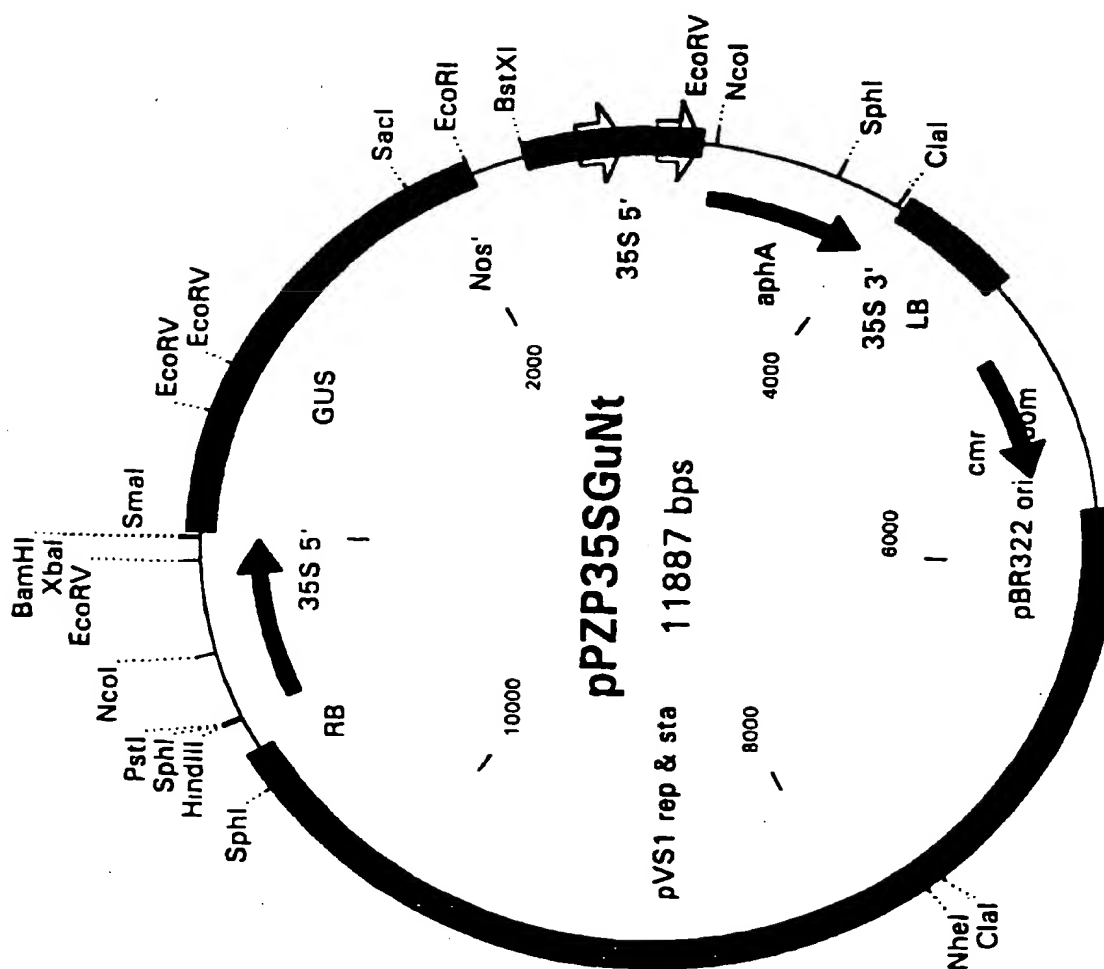 BamHI
XbaI
EcoRV
SmaI
EcoRV
EcoRV
SacI
EcoRI
BstXI
EcoRV
NcoI
SphI
ClaI
NcoI
PstI
SphI
HindIII
SphI
NheI
ClaI
35S 5'
GUS
Nos'
35S 5'
aphA
35S 3'
LB
cmr
bom
pBR322 ori
pVS1 rep & sta
RB
2000
4000
6000
8000
10000
pPZP35SGuNt
11887 bps